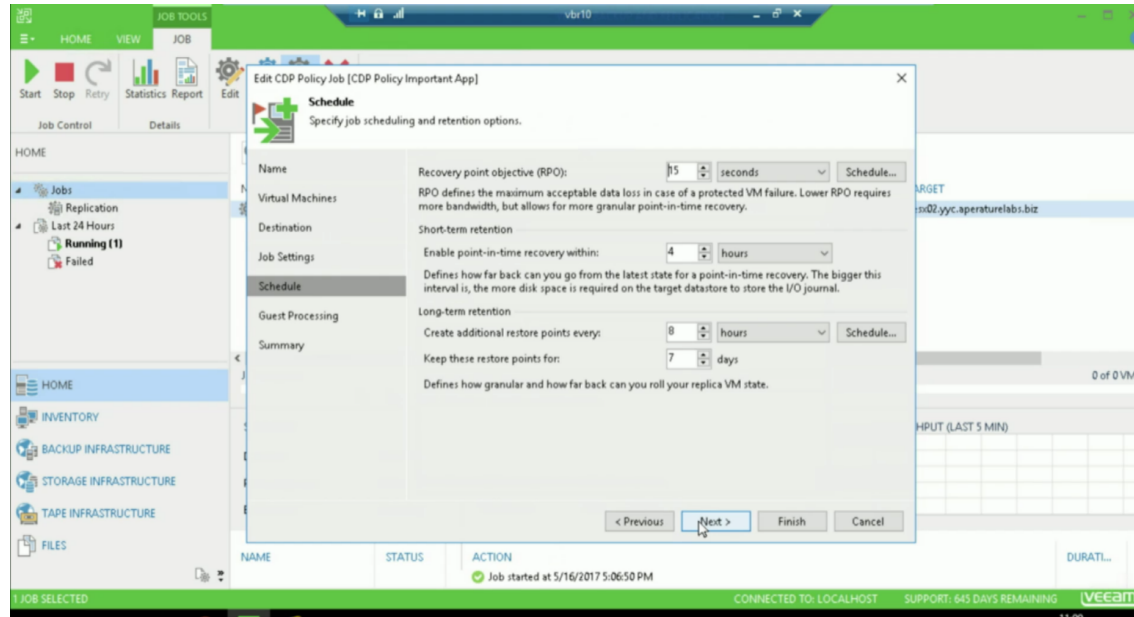 JOB TOOLS
vbr10
HOME VIEW JOB
Start Stop Retry Statistics Report Edit
Job Control Details
HOME
Jobs
Replication
Last 24 Hours
Running (1)
Failed
HOME
INVENTORY
BACKUP INFRASTRUCTURE
STORAGE INFRASTRUCTURE
TAPE INFRASTRUCTURE
FILES
Edit CDP Policy Job [CDP Policy Important App]
Schedule
Specify job scheduling and retention options.
Name
Virtual Machines
Destination
Job Settings
Schedule
Guest Processing
Summary
Recovery point objective (RPO): 15 seconds Schedule...
RPO defines the maximum acceptable data loss in case of a protected VM failure. Lower RPO requires
more bandwidth, but allows for more granular point-in-time recovery.
Short-term retention
Enable point-in-time recovery within: 4 hours
Defines how far back can you go from the latest state for a point-in-time recovery. The bigger this
interval is, the more disk space is required on the target datastore to store the I/O journal.
Long-term retention
Create additional restore points every: 8 hours Schedule...
Keep these restore points for: 7 days
Defines how granular and how far back can you roll your replica VM state.
< Previous Next > Finish Cancel
ARGET
esx02.yyc.aperaturelabs.biz
0 of 0 VM
HPUT (LAST 5 MIN)
NAME STATUS ACTION DURATI...
Job started at 5/16/2017 5:06:50 PM
1 JOB SELECTED CONNECTED TO: LOCALHOST SUPPORT: 645 DAYS REMAINING veeam